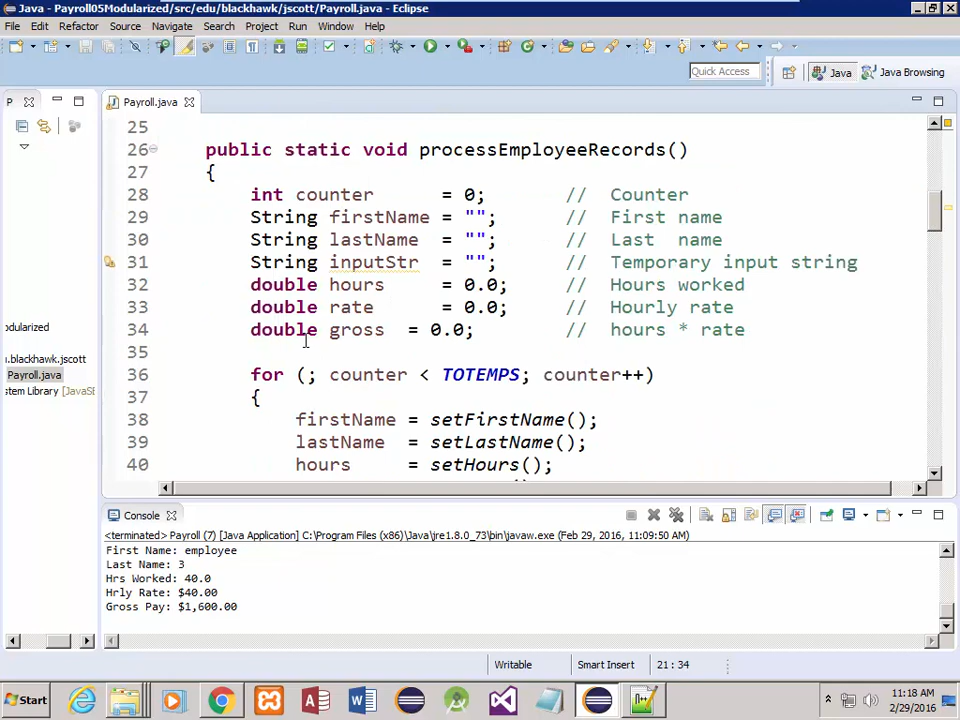 Java - Payroll05Modularized/src/edu/blackhawk/jscott/Payroll.java - Eclipse
File Edit Refactor Source Navigate Search Project Run Window Help
Quick Access Java Java Browsing
P Payroll.java
25
26 public static void processEmployeeRecords()
27 {
28 int counter = 0; // Counter
29 String firstName = ""; // First name
30 String lastName = ""; // Last name
31 String inputStr = ""; // Temporary input string
32 double hours = 0.0; // Hours worked
33 double rate = 0.0; // Hourly rate
34 double gross = 0.0; // hours * rate
35
36 for (; counter < TOTEMPS; counter++)
37 {
38 firstName = setFirstName();
39 lastName = setLastName();
40 hours = setHours();
odularized
u.blackhawk.jscott
Payroll.java
stem Library [JavaSE
Console
<terminated> Payroll (7) [Java Application] C:\Program Files (x86)\Java\jre1.8.0_73\bin\javaw.exe (Feb 29, 2016, 11:09:50 AM)
First Name: employee
Last Name: 3
Hrs Worked: 40.0
Hrly Rate: $40.00
Gross Pay: $1,600.00
Writable Smart Insert 21 : 34
Start 11:18 AM
2/29/2016